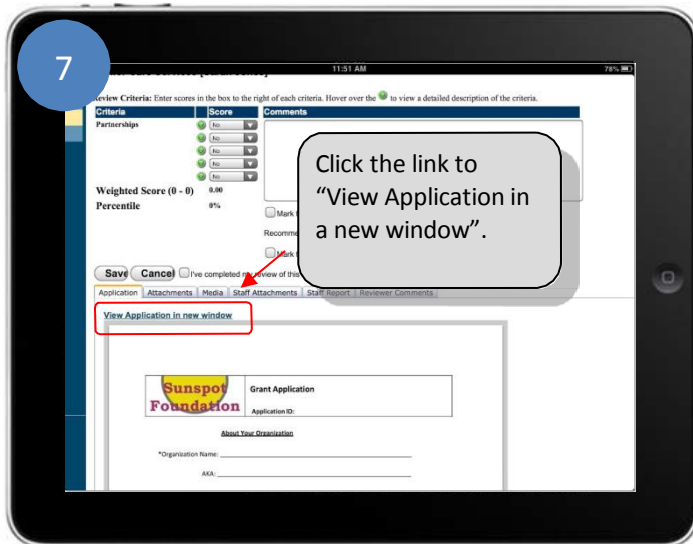 7
11:51 AM
78%
Review Criteria: Enter scores in the box to the right of each criteria. Hover over the to view a detailed description of the criteria.
Criteria Score Comments
Partnerships No
No
No
No
No
Weighted Score (0 - 0) 0.00
Percentile 0%
Mark
Recomme
Mark
Click the link to
“View Application in
a new window”.
Save Cancel I've completed my review of this
Application Attachments Media Staff Attachments Staff Report Reviewer Comments
View Application in new window
Sunspot
Foundation
Grant Application
Application ID:
About Your Organization
*Organization Name:
AKA: